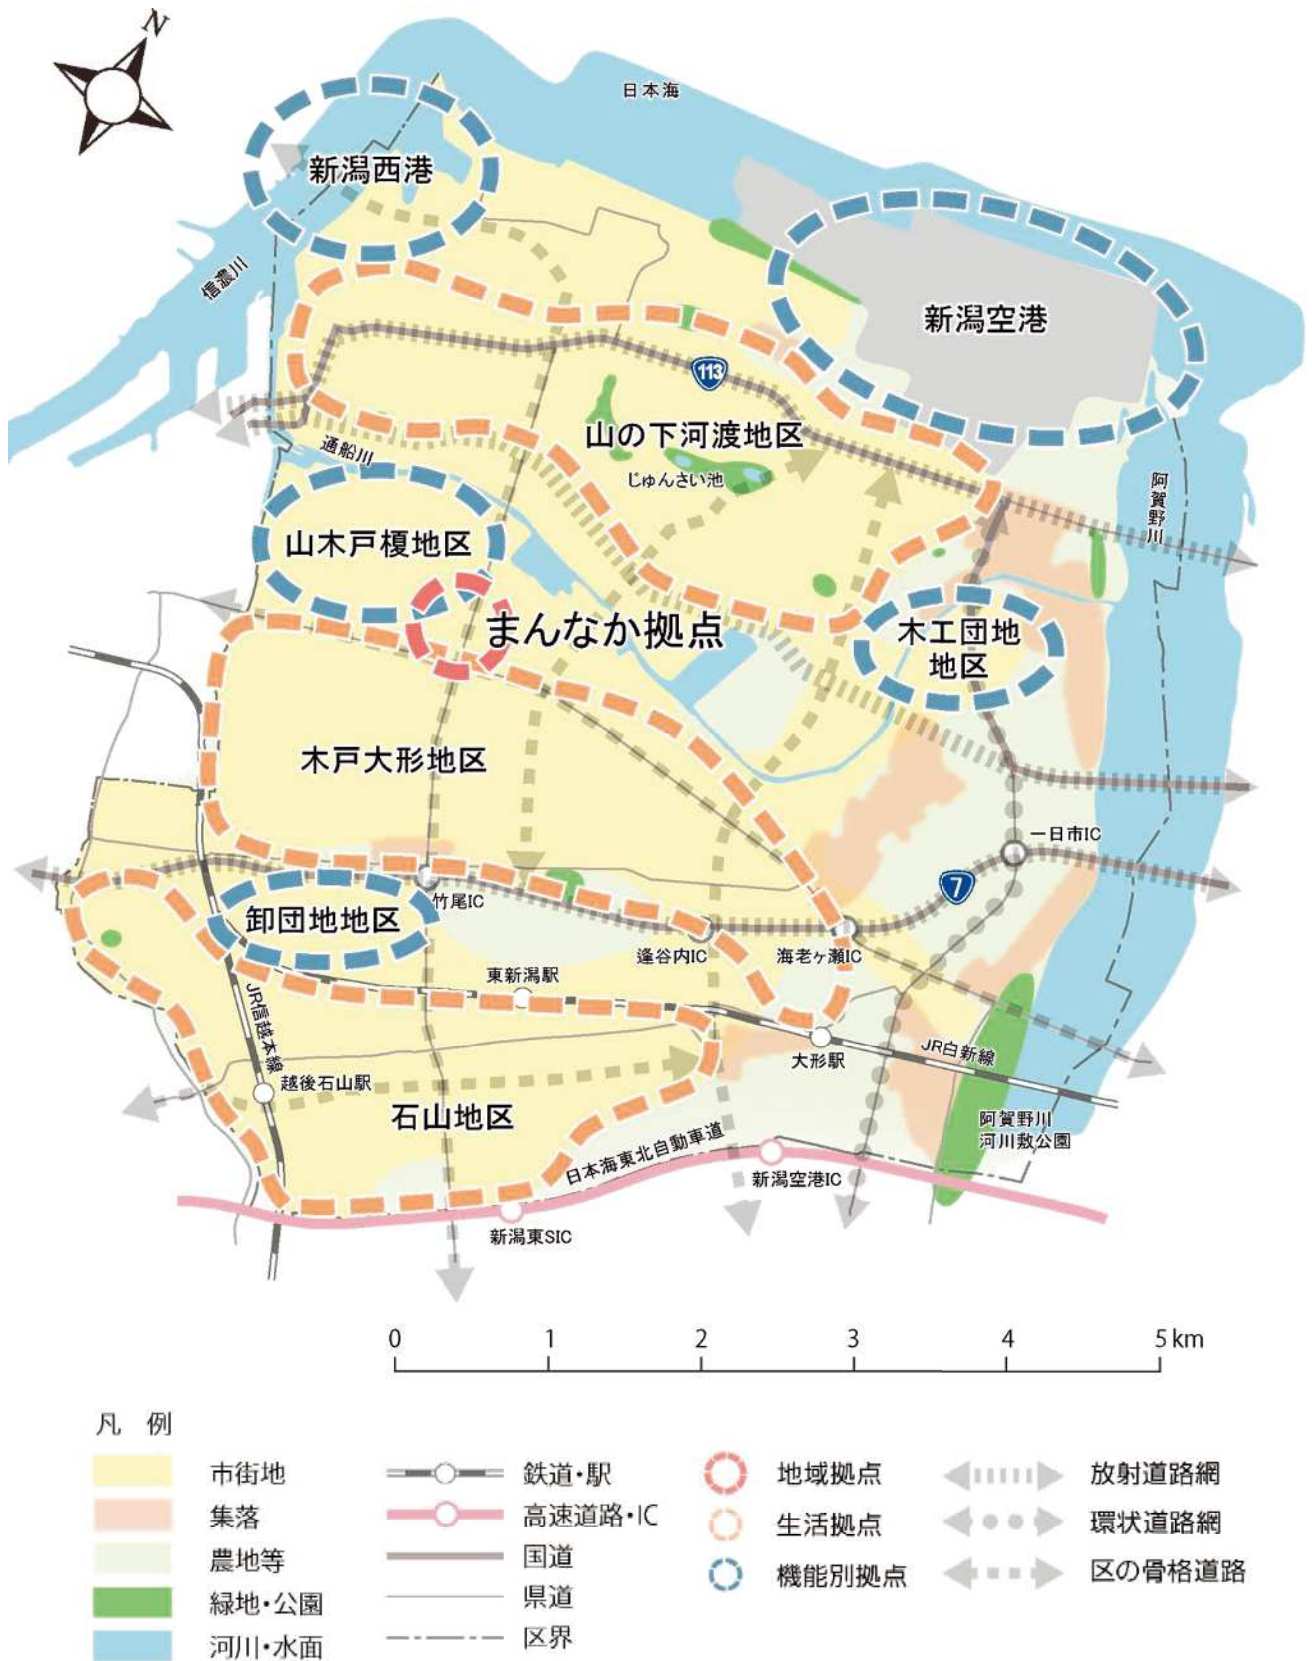 N
日本海
新潟西港
信濃川
新潟空港
113
山の下河渡地区
通船川
じゅんさい池
阿賀野川
山木戸榎地区
まんなか拠点
木工団地
地区
木戸大形地区
一日市IC
7
竹尾IC
卸団地地区
逢谷内IC
海老ヶ瀬IC
東新潟駅
JR信越本線
大形駅
JR白新線
越後石山駅
石山地区
阿賀野川
河川敷公園
日本海東北自動車道
新潟空港IC
新潟東SIC
0 1 2 3 4 5 km
凡 例
市街地
集落
農地等
緑地・公園
河川・水面
鉄道・駅
高速道路・IC
国道
県道
区界
地域拠点
生活拠点
機能別拠点
放射道路網
環状道路網
区の骨格道路